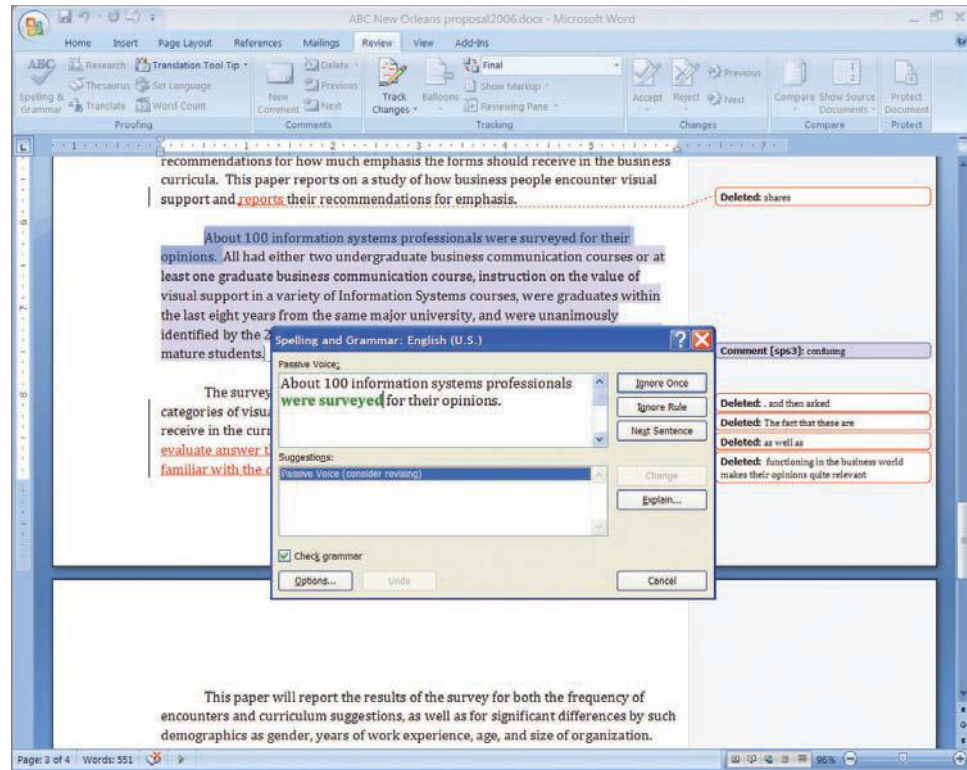 ABC New Orleans proposal2006.docx - Microsoft Word
Home Insert Page Layout References Mailings Review View Add-Ins
ABC Research Translation Tool Tip Delete Final Previous
Thesaurus Set Language Previous Show Markup Next
Spelling & Grammar Translate Word Count New Comment Next Track Changes Balloons Reviewing Pane Accept Reject Compare Show Source Documents Protect Document
Proofing Comments Tracking Changes Compare Protect
recommendations for how much emphasis the forms should receive in the business
curricula. This paper reports on a study of how business people encounter visual
support and reports their recommendations for emphasis.
Deleted: shares
About 100 information systems professionals were surveyed for their
opinions. All had either two undergraduate business communication courses or at
least one graduate business communication course, instruction on the value of
visual support in a variety of Information Systems courses, were graduates within
the last eight years from the same major university, and were unanimously
identified by the 2
mature students.
Comment [sps3]: confusing
The survey
categories of visua
receive in the curr
evaluate answer t
familiar with the
Deleted: . and then asked
Deleted: The fact that these are
Deleted: as well as
Deleted: functioning in the business world
makes their opinions quite relevant
Spelling and Grammar: English (U.S.)
Passive Voice:
About 100 information systems professionals
were surveyed for their opinions.
Ignore Once
Ignore Rule
Next Sentence
Suggestions:
Passive Voice (consider revising)
Change
Explain...
Check grammar
Options... Undo Cancel
This paper will report the results of the survey for both the frequency of
encounters and curriculum suggestions, as well as for significant differences by such
demographics as gender, years of work experience, age, and size of organization.
Page: 3 of 4 Words: 551 96%